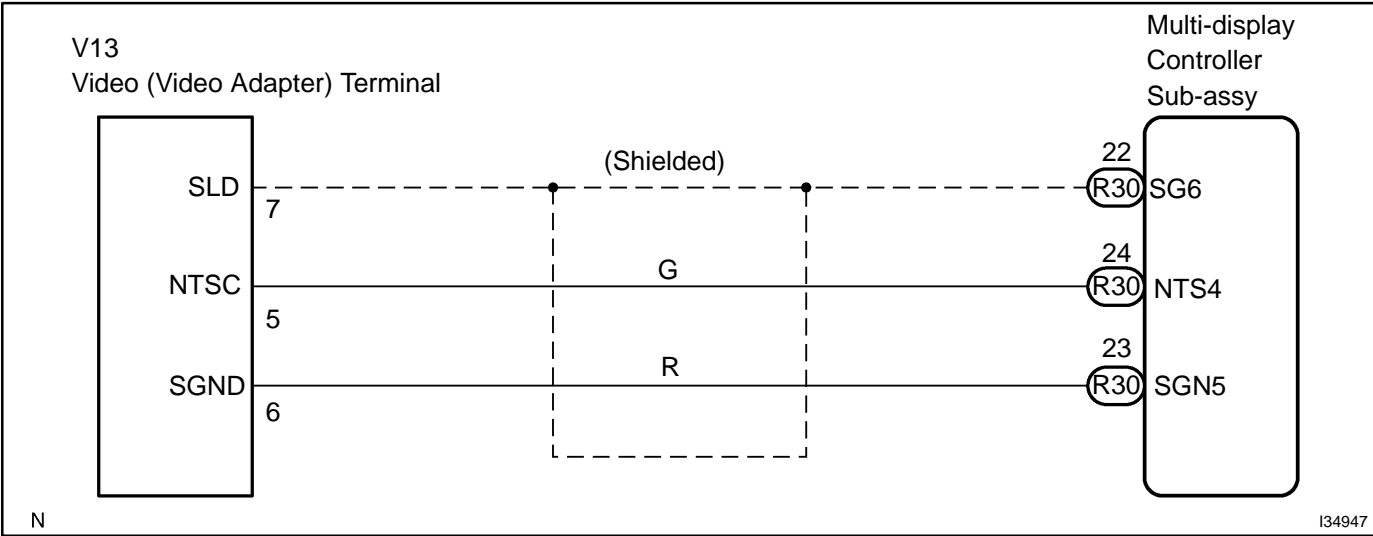 V13
Video (Video Adapter) Terminal
Multi-display
Controller
Sub-assy
(Shielded)
SLD
7
22
R30
SG6
NTSC
5
G
24
R30
NTS4
SGND
6
R
23
R30
SGN5
N
I34947